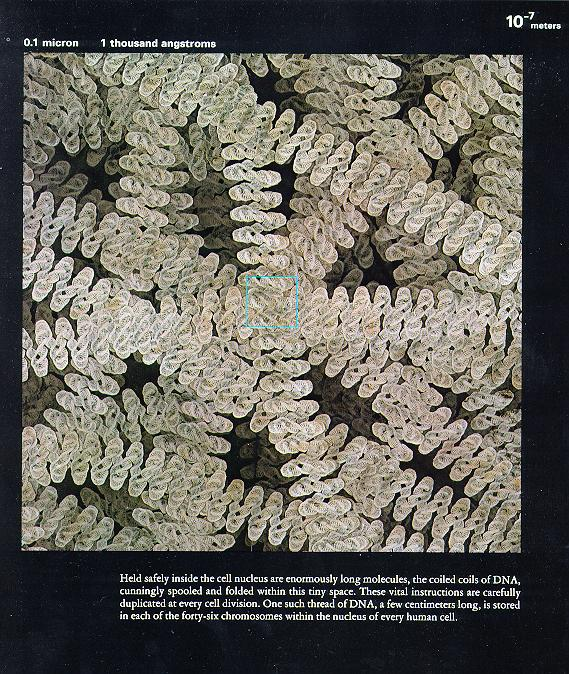 10⁻⁷ meters
0.1 micron 1 thousand angstroms
Held safely inside the cell nucleus are enormously long molecules, the coiled coils of DNA,
cunningly spooled and folded within this tiny space. These vital instructions are carefully
duplicated at every cell division. One such thread of DNA, a few centimeters long, is stored
in each of the forty-six chromosomes within the nucleus of every human cell.